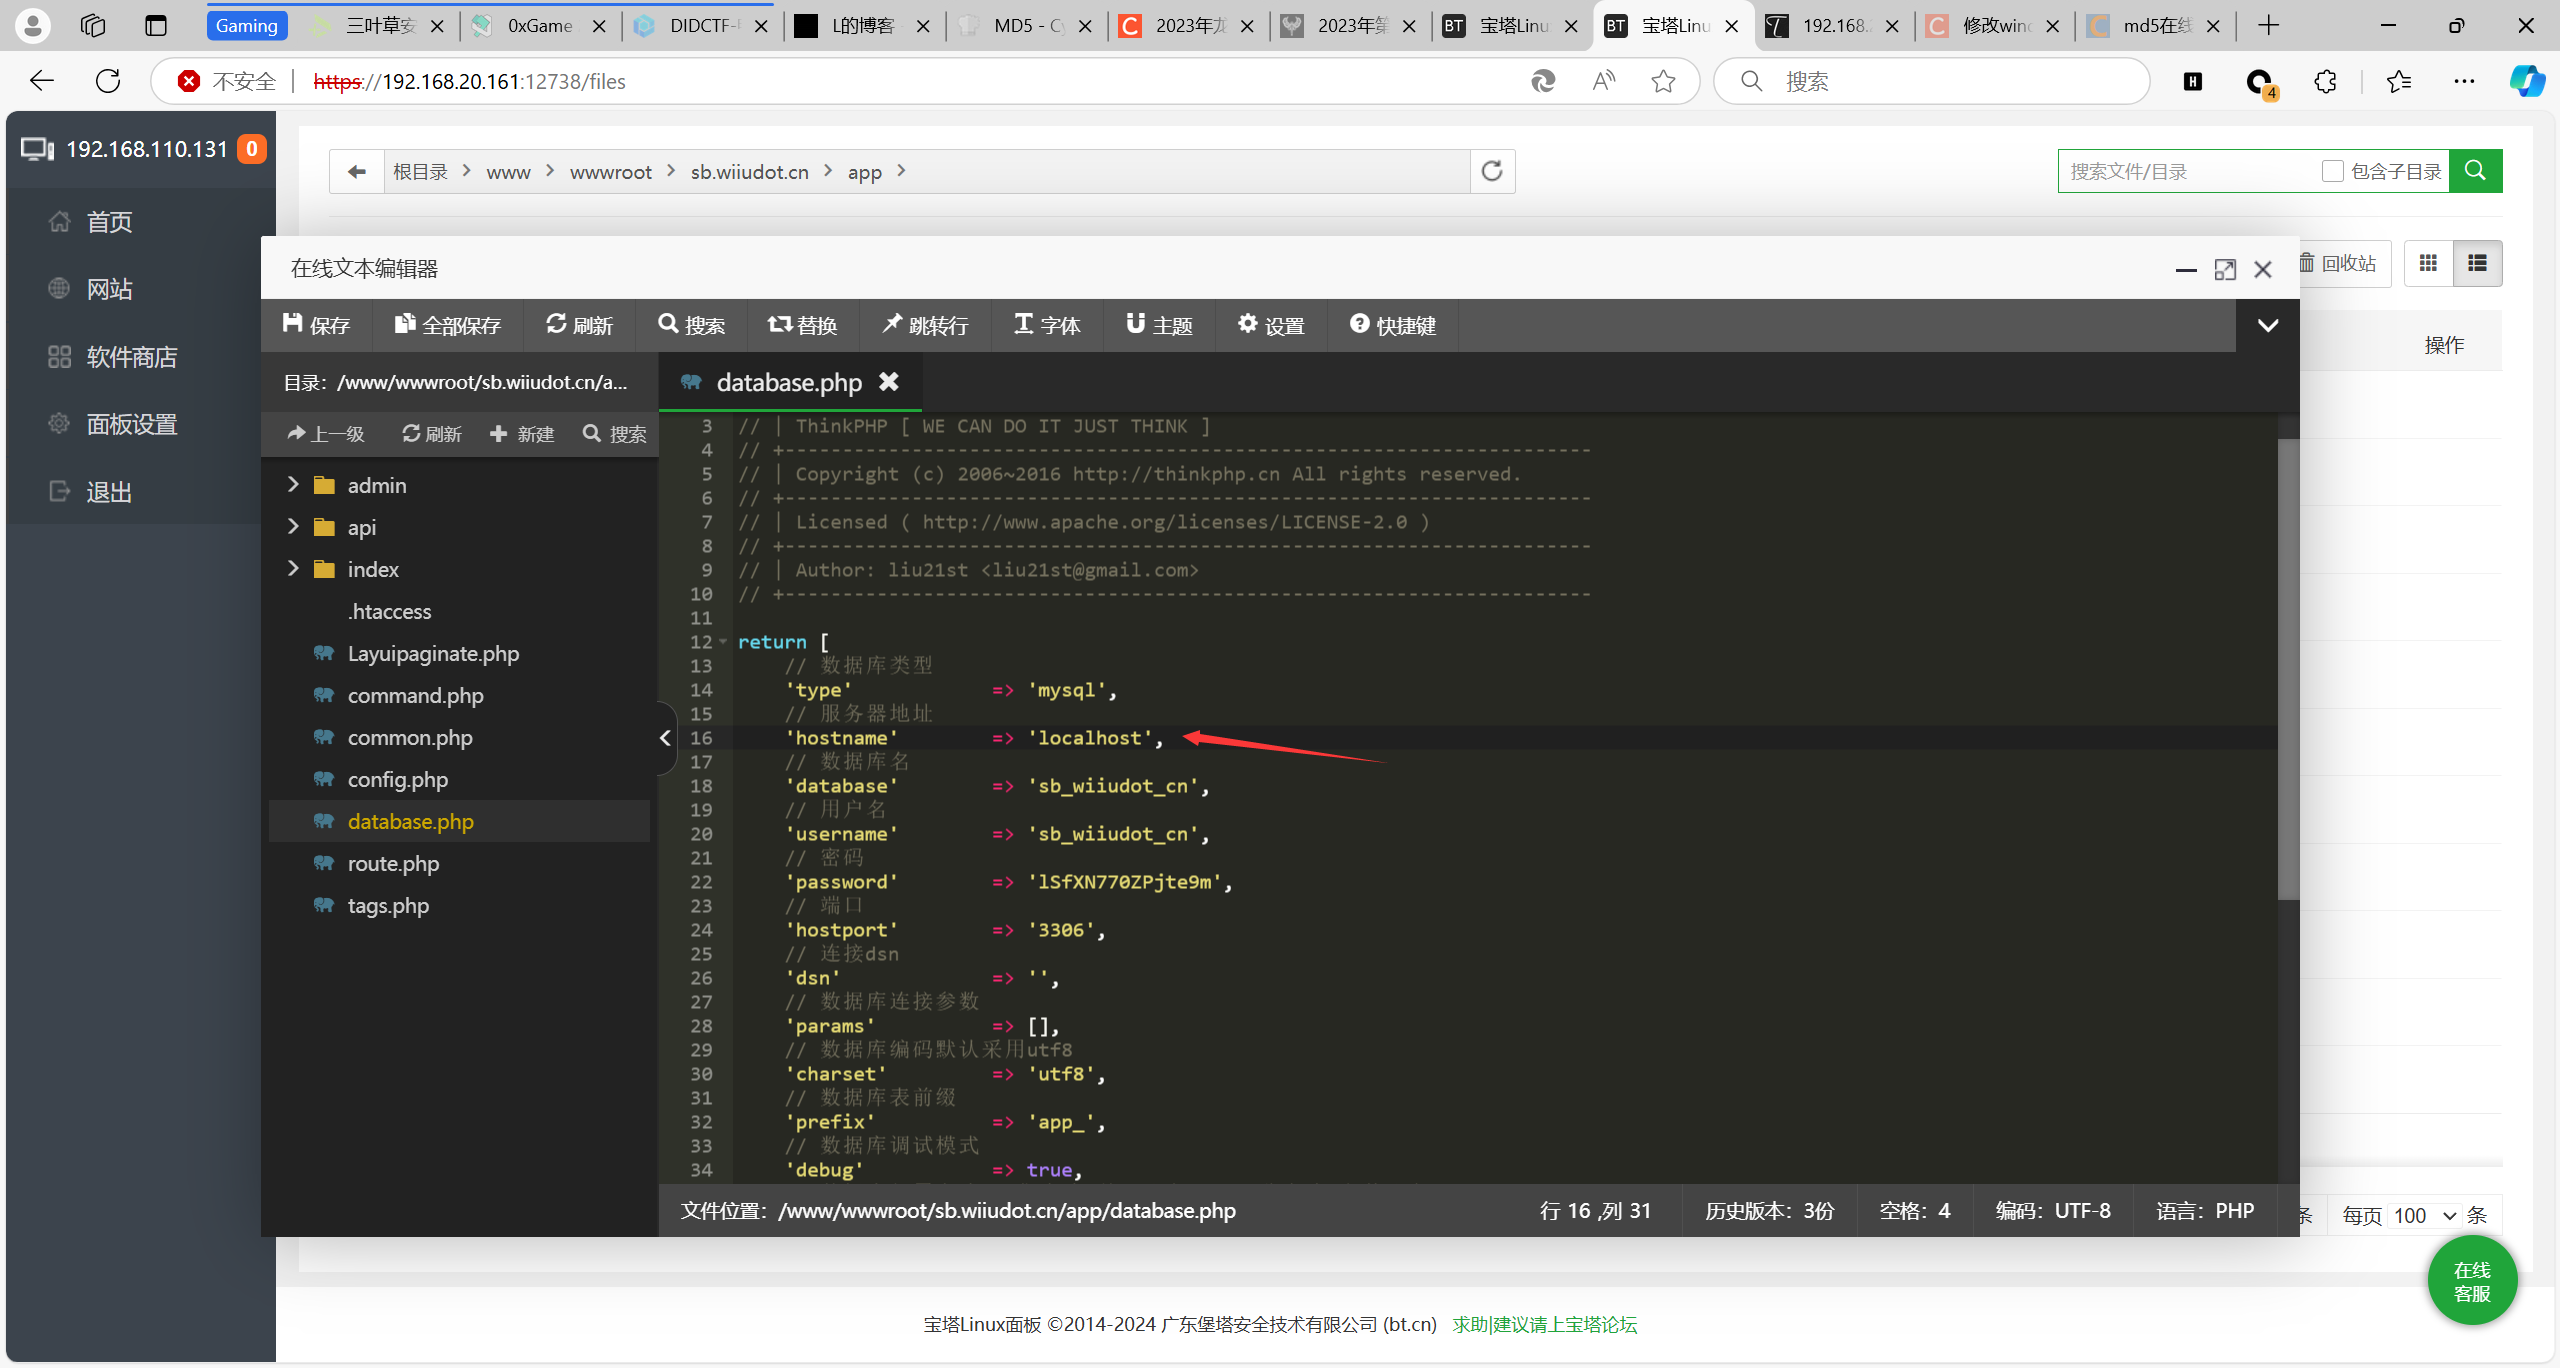 Gaming
三叶草安
0xGame
DIDCTF-
L的博客
MD5 - C
2023年龙
2023年第
宝塔Linu
宝塔Linu
192.168.
修改wind
md5在线
不安全
https://192.168.20.161:12738/files
搜索
4
192.168.110.131
0
首页
网站
软件商店
面板设置
退出
根目录
www
wwwroot
sb.wiiudot.cn
app
搜索文件/目录
包含子目录
回收站
操作
在线文本编辑器
保存
全部保存
刷新
搜索
替换
跳转行
字体
主题
设置
快捷键
目录：/www/wwwroot/sb.wiiudot.cn/a...
database.php
上一级
刷新
新建
搜索
admin
api
index
.htaccess
Layuipaginate.php
command.php
common.php
config.php
database.php
route.php
tags.php
3 // | ThinkPHP [ WE CAN DO IT JUST THINK ]
4 // +----------------------------------------------------------------------
5 // | Copyright (c) 2006~2016 http://thinkphp.cn All rights reserved.
6 // +----------------------------------------------------------------------
7 // | Licensed ( http://www.apache.org/licenses/LICENSE-2.0 )
8 // +----------------------------------------------------------------------
9 // | Author: liu21st <liu21st@gmail.com>
10 // +----------------------------------------------------------------------
11
12 return [
13 // 数据库类型
14 'type' => 'mysql',
15 // 服务器地址
16 'hostname' => 'localhost',
17 // 数据库名
18 'database' => 'sb_wiiudot_cn',
19 // 用户名
20 'username' => 'sb_wiiudot_cn',
21 // 密码
22 'password' => 'lSfXN770ZPjte9m',
23 // 端口
24 'hostport' => '3306',
25 // 连接dsn
26 'dsn' => '',
27 // 数据库连接参数
28 'params' => [],
29 // 数据库编码默认采用utf8
30 'charset' => 'utf8',
31 // 数据库表前缀
32 'prefix' => 'app_',
33 // 数据库调试模式
34 'debug' => true,
文件位置：/www/wwwroot/sb.wiiudot.cn/app/database.php
行 16 ,列 31
历史版本：3份
空格：4
编码：UTF-8
语言：PHP
条
每页
100
条
在线
客服
宝塔Linux面板 ©2014-2024 广东堡塔安全技术有限公司 (bt.cn)
求助|建议请上宝塔论坛